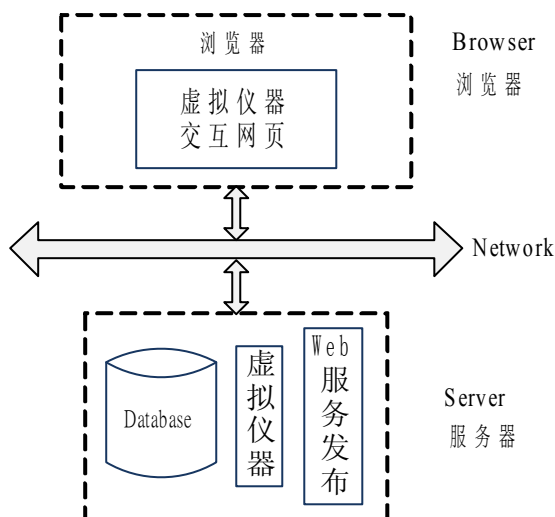 浏览器
Browser
浏览器
虚拟仪器
交互网页
Network
Database
虚拟仪器
Web
服务发布
Server
服务器